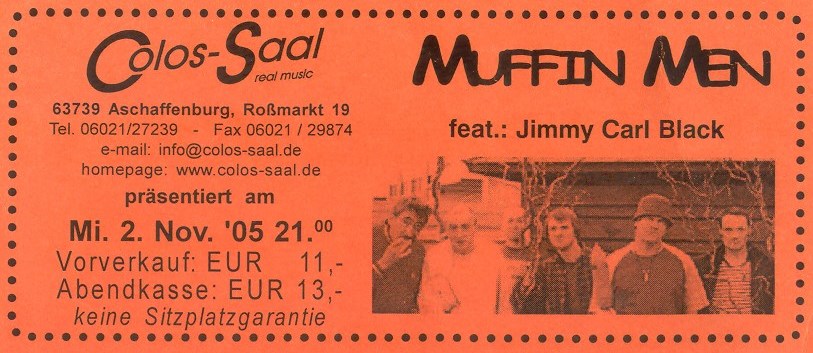 Colos-Saal
real music
63739 Aschaffenburg, Roßmarkt 19
Tel. 06021/27239 - Fax 06021 / 29874
e-mail: info@colos-saal.de
homepage: www.colos-saal.de
präsentiert am
Mi. 2. Nov. '05 21.00
Vorverkauf: EUR 11,-
Abendkasse: EUR 13,-
keine Sitzplatzgarantie
MUFFIN MEN
feat.: Jimmy Carl Black